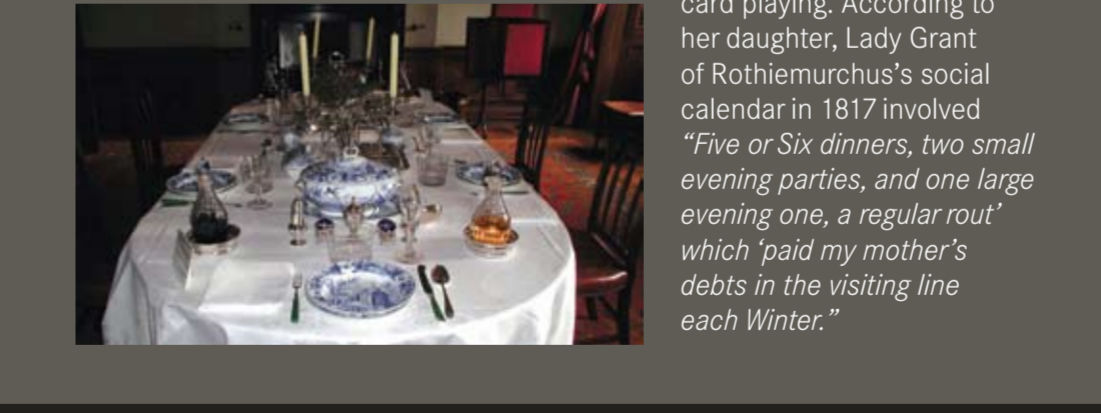 card playing. According to
her daughter, Lady Grant
of Rothiemurchus’s social
calendar in 1817 involved
“Five or Six dinners, two small
evening parties, and one large
evening one, a regular rout’
which ‘paid my mother’s
debts in the visiting line
each Winter.”